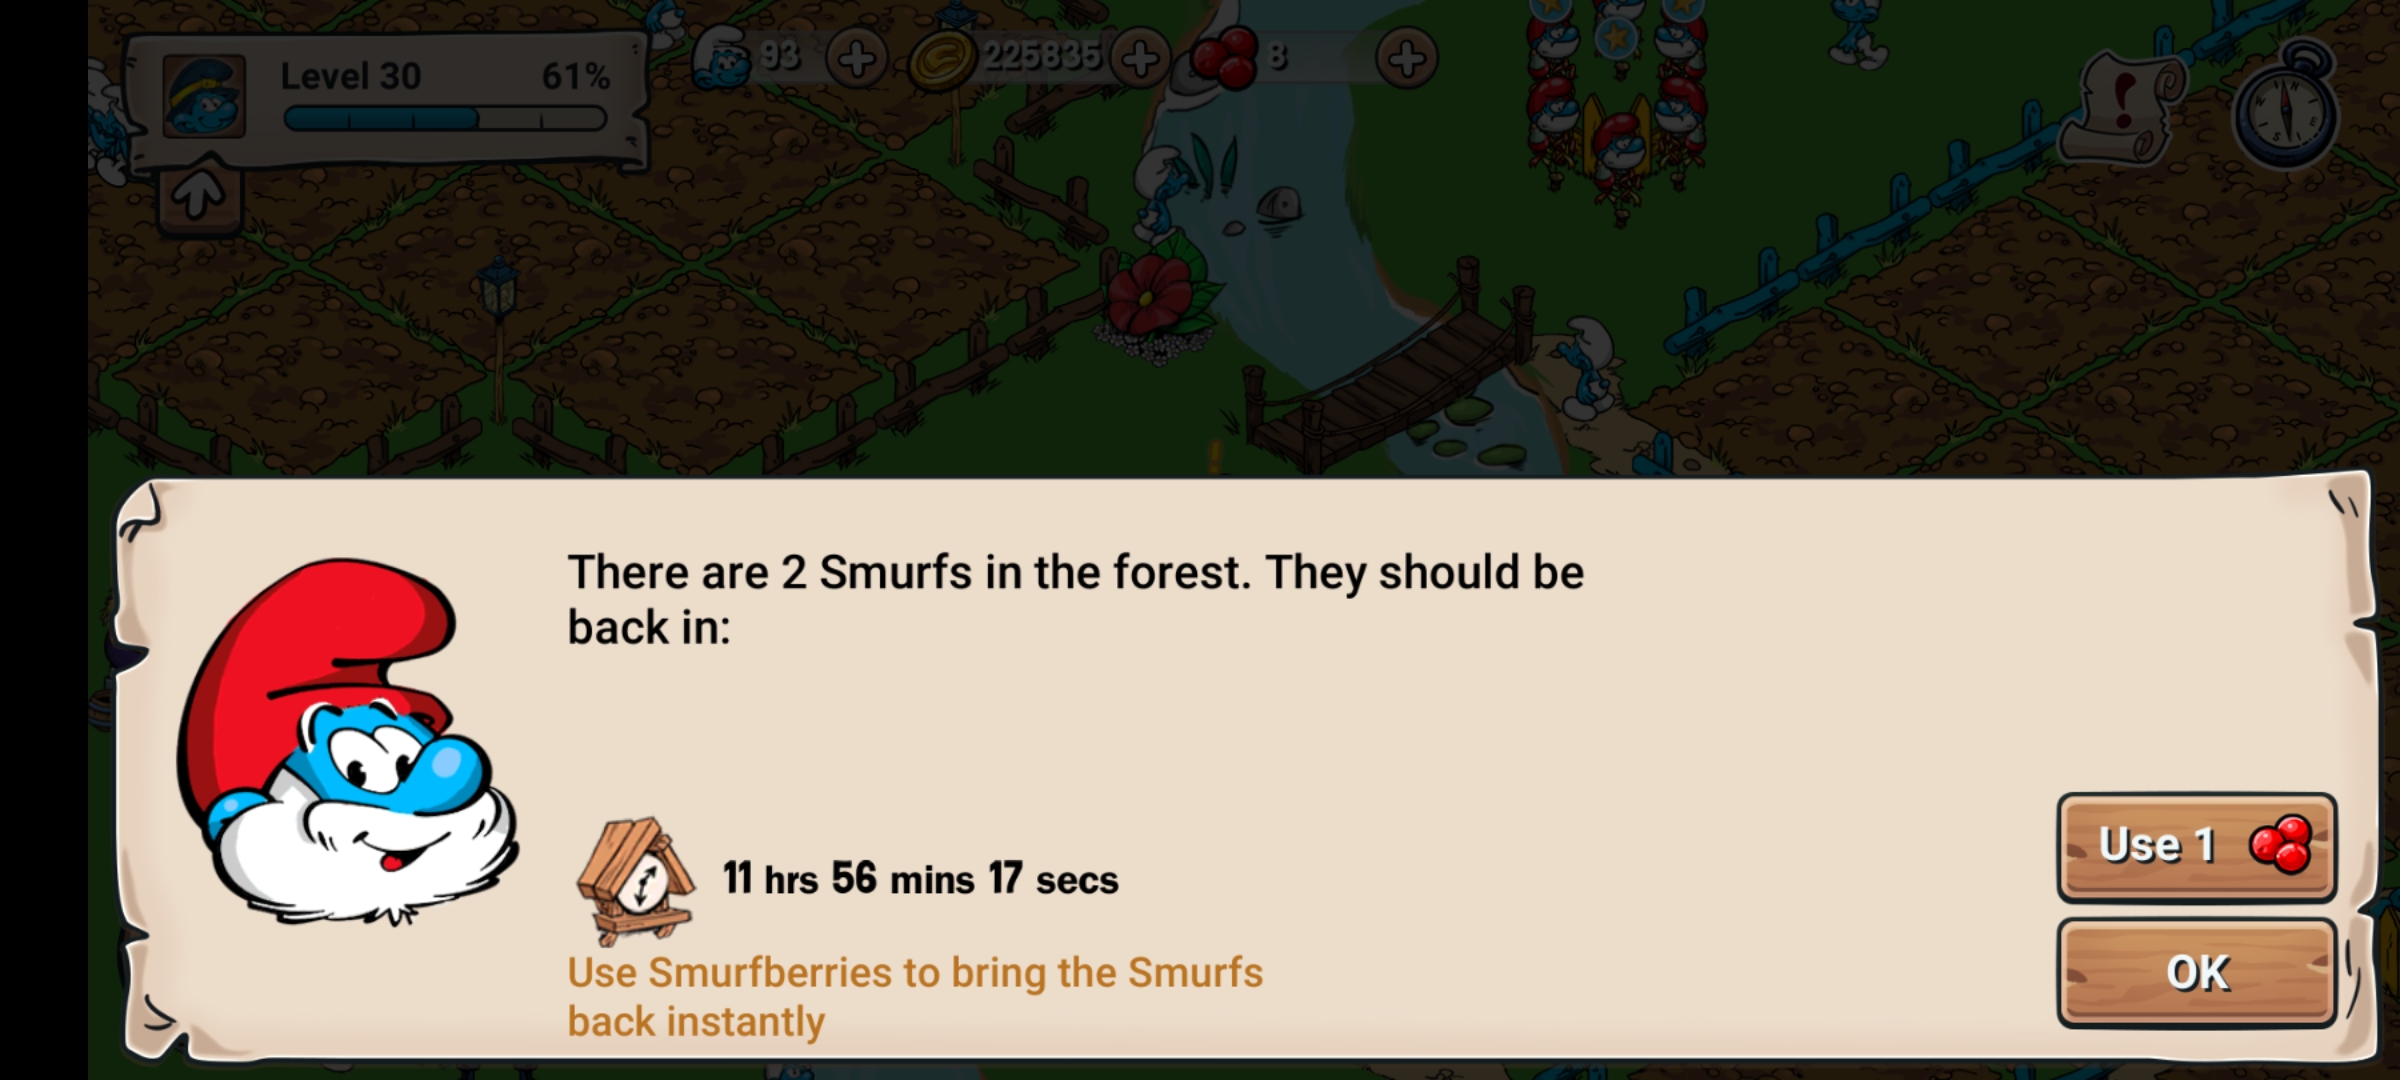 Level 30 61%
93
225835
8
There are 2 Smurfs in the forest. They should be
back in:
11 hrs 56 mins 17 secs
Use Smurfberries to bring the Smurfs
back instantly
Use 1
OK